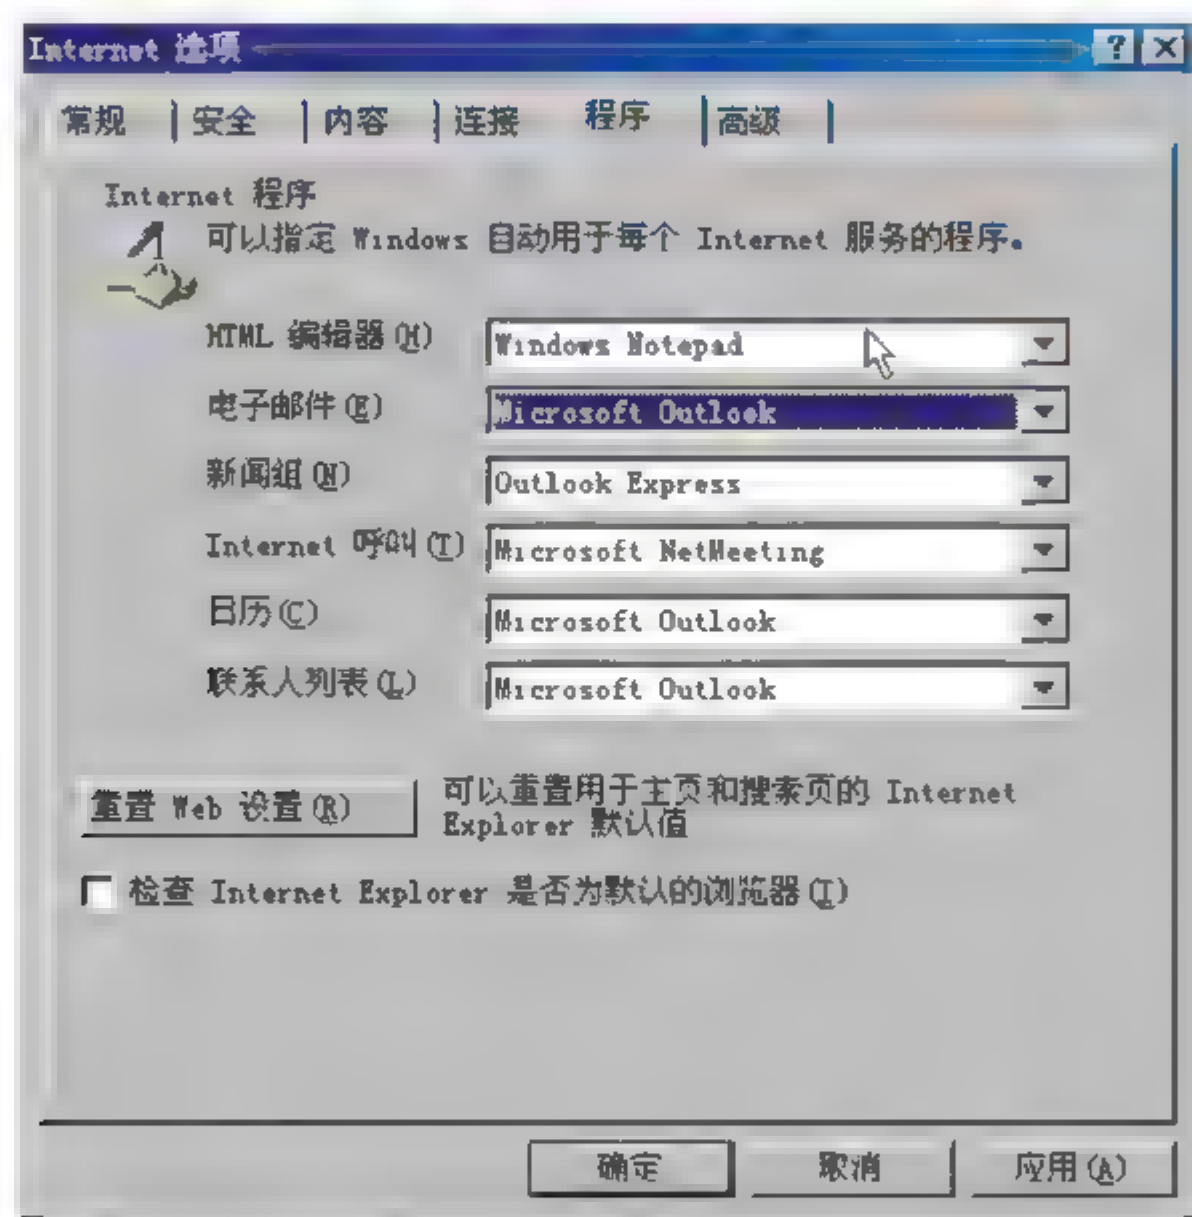 Internet 选项
常规 安全 内容 连接 程序 高级
Internet 程序
可以指定 Windows 自动用于每个 Internet 服务的程序。
HTML 编辑器(M) Windows Notepad
电子邮件(E) Microsoft Outlook
新闻组(N) Outlook Express
Internet 呼叫(T) Microsoft NetMeeting
日历(C) Microsoft Outlook
联系人列表(L) Microsoft Outlook
重置 Web 设置(R) 可以重置用于主页和搜索页的 Internet
Explorer 默认值
检查 Internet Explorer 是否为默认的浏览器(I)
确定 取消 应用(A)